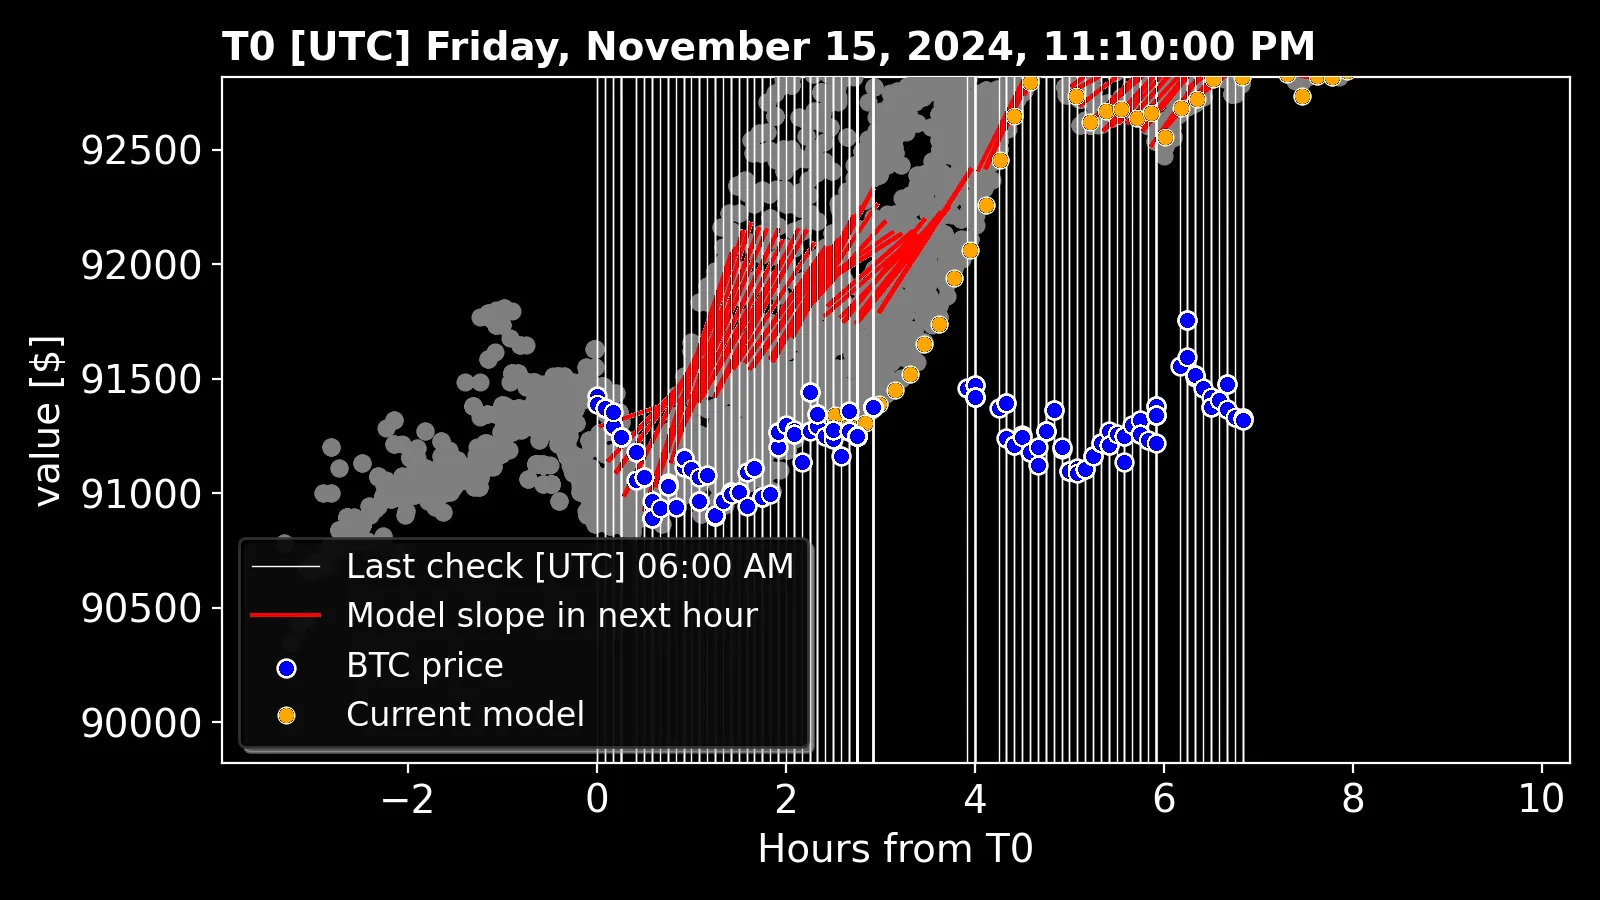 T0 [UTC] Friday, November 15, 2024, 11:10:00 PM
value [$]
92500
92000
91500
91000
90500
90000
Last check [UTC] 06:00 AM
Model slope in next hour
BTC price
Current model
−2 0 2 4 6 8 10
Hours from T0